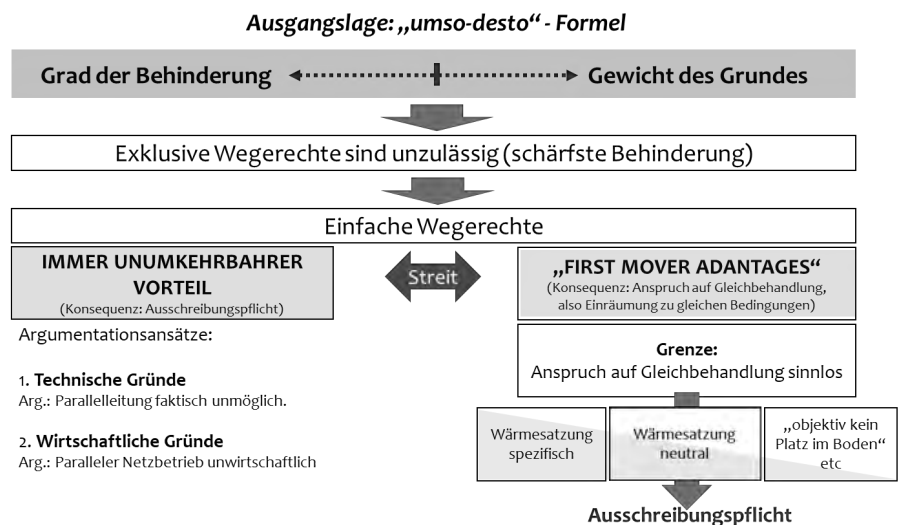 Ausgangslage: „umso-desto“ - Formel
Grad der Behinderung
Gewicht des Grundes
Exklusive Wegerechte sind unzulässig (schärfste Behinderung)
Einfache Wegerechte
IMMER UNUMKEHRBAHRER
VORTEIL
(Konsequenz: Ausschreibungspflicht)
Streit
„FIRST MOVER ADANTAGES“
(Konsequenz: Anspruch auf Gleichbehandlung,
also Einräumung zu gleichen Bedingungen)
Argumentationsansätze:
1. Technische Gründe
Arg.: Parallelleitung faktisch unmöglich.
2. Wirtschaftliche Gründe
Arg.: Paralleler Netzbetrieb unwirtschaftlich
Grenze:
Anspruch auf Gleichbehandlung sinnlos
Wärmesatzung
spezifisch
Wärmesatzung
neutral
„objektiv kein
Platz im Boden“
etc
Ausschreibungspflicht